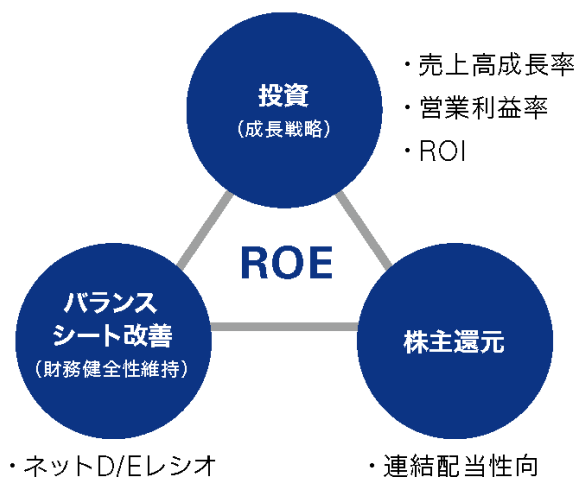 投資
（成長戦略）
・売上高成長率
・営業利益率
・ROI
ROE
バランス
シート改善
（財務健全性維持）
・ネットD/Eレシオ
株主還元
・連結配当性向